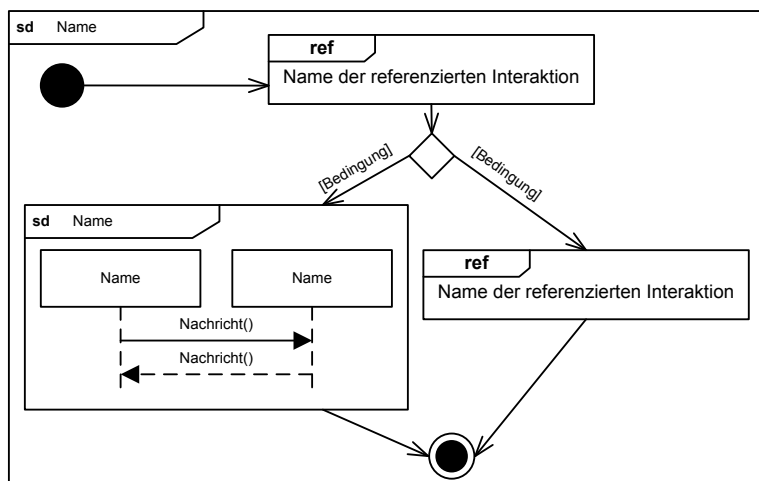 sd Name
ref
Name der referenzierten Interaktion
[Bedingung]
[Bedingung]
sd Name
Name
Name
Nachricht()
Nachricht()
ref
Name der referenzierten Interaktion